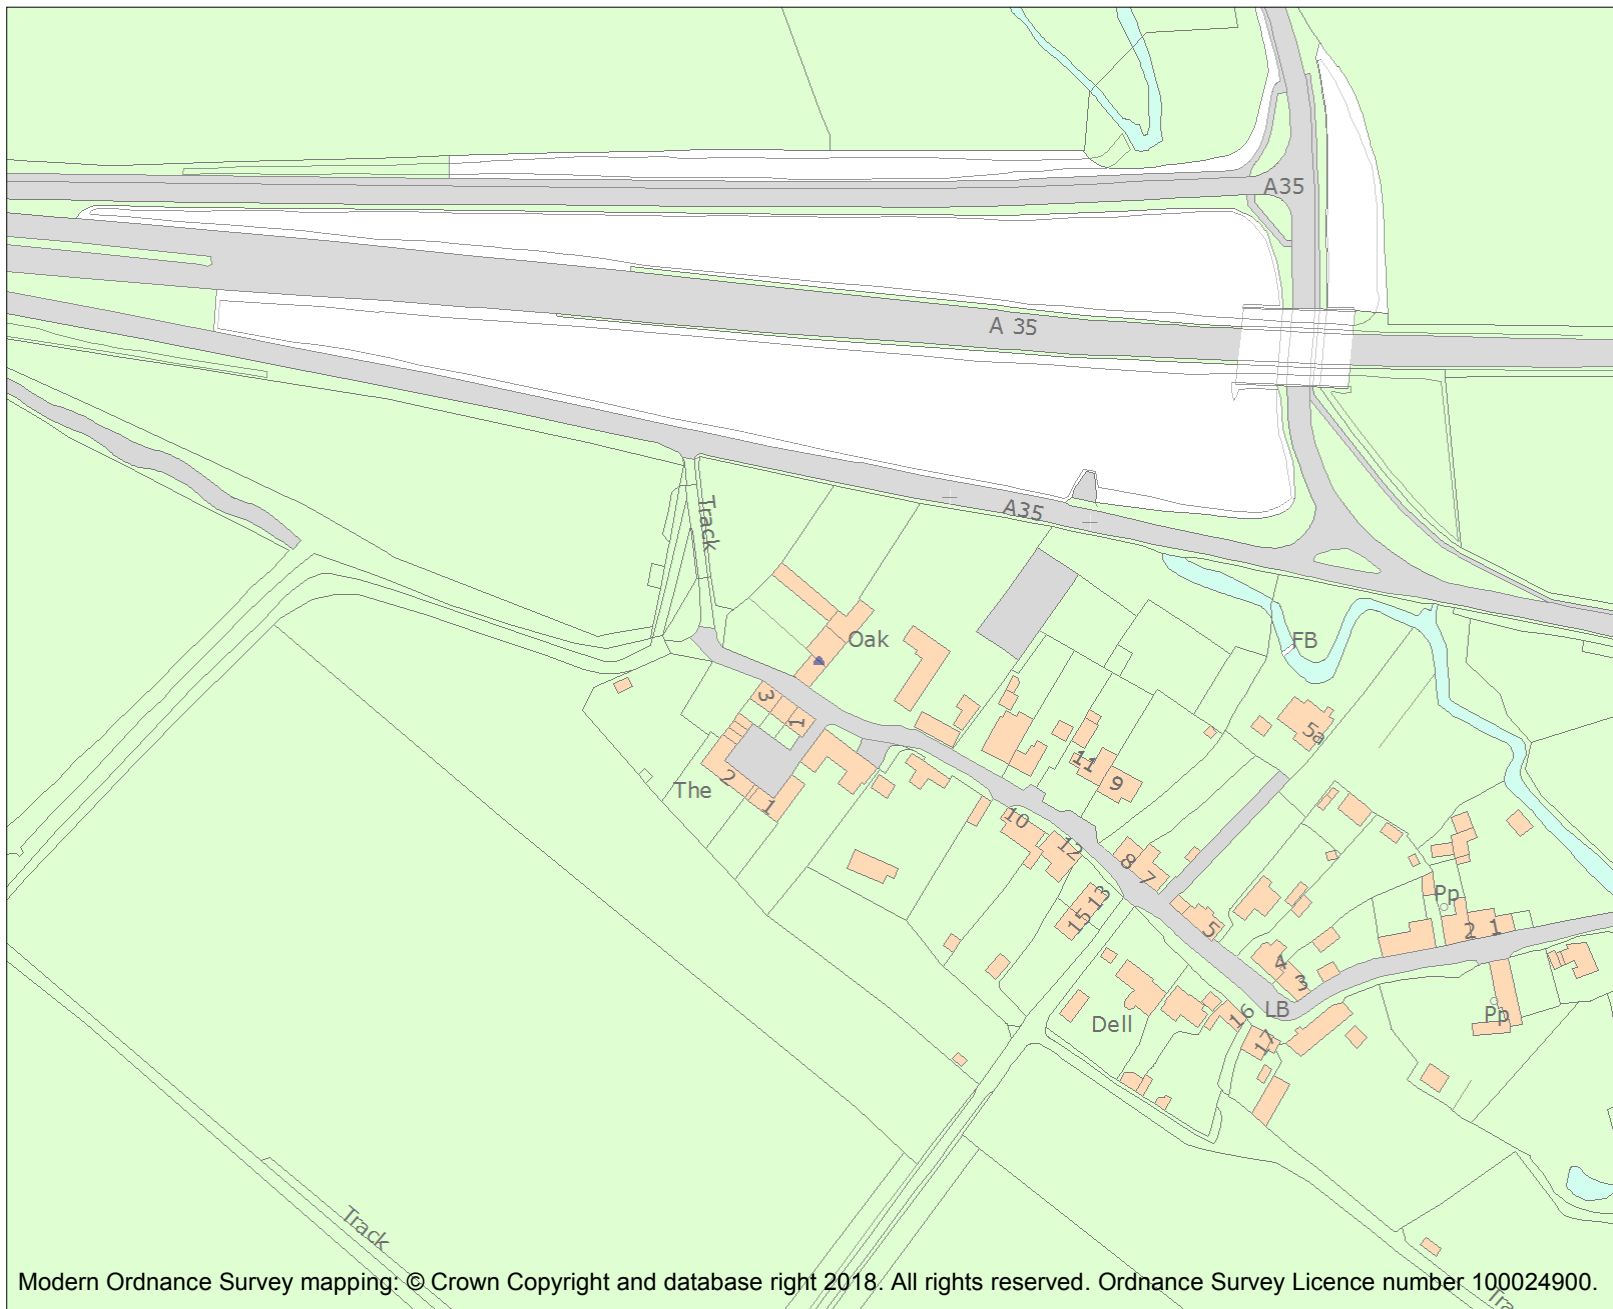 A35
A 35
A35
Track
Oak
FB
3
1
5a
11
9
The
2
1
10
12
8
7
13
15
5
Pp
2 1
4
3
16
LB
Pp
Dell
17
Track
Modern Ordnance Survey mapping: © Crown Copyright and database right 2018. All rights reserved. Ordnance Survey Licence number 100024900.